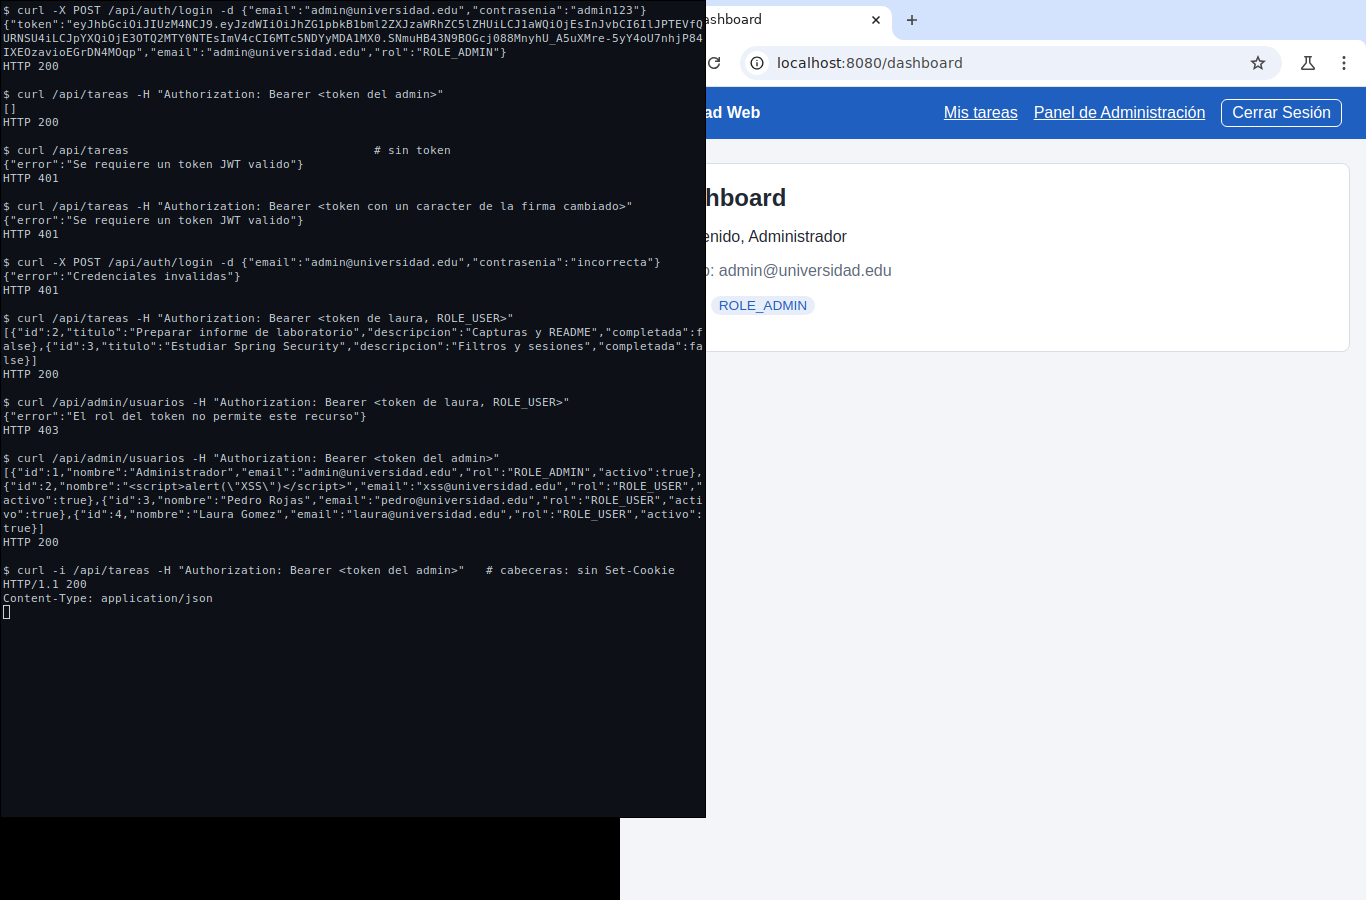 $ curl -X POST /api/auth/login -d {"email":"admin@universidad.edu","contrasenia":"admin123"}
{"token":"eyJhbGciOiJIUzM4NCJ9.eyJzdWIiOiJhZG1pbkB1bml2ZXJzaWRhZC5lZHUiLCJ1aWQiOjEsInJvbCI6IlJPTEVfQ
URNSU4iLCJpYXQiOjE3OTQ2MTY0NTEsImV4cCI6MTc5NDYyMDA1MX0.SNmuHB43N9BOGcj088MnyhU_A5uXMre-5yY4oU7nhjP84
IXEOzavioEGrDN4MOqp","email":"admin@universidad.edu","rol":"ROLE_ADMIN"}
HTTP 200
$ curl /api/tareas -H "Authorization: Bearer <token del admin>"
[]
HTTP 200
$ curl /api/tareas # sin token
{"error":"Se requiere un token JWT valido"}
HTTP 401
$ curl /api/tareas -H "Authorization: Bearer <token con un caracter de la firma cambiado>"
{"error":"Se requiere un token JWT valido"}
HTTP 401
$ curl -X POST /api/auth/login -d {"email":"admin@universidad.edu","contrasenia":"incorrecta"}
{"error":"Credenciales invalidas"}
HTTP 401
$ curl /api/tareas -H "Authorization: Bearer <token de laura, ROLE_USER>"
[{"id":2,"titulo":"Preparar informe de laboratorio","descripcion":"Capturas y README","completada":f
alse},{"id":3,"titulo":"Estudiar Spring Security","descripcion":"Filtros y sesiones","completada":fa
lse}]
HTTP 200
$ curl /api/admin/usuarios -H "Authorization: Bearer <token de laura, ROLE_USER>"
{"error":"El rol del token no permite este recurso"}
HTTP 403
$ curl /api/admin/usuarios -H "Authorization: Bearer <token del admin>"
[{"id":1,"nombre":"Administrador","email":"admin@universidad.edu","rol":"ROLE_ADMIN","activo":true},
{"id":2,"nombre":"<script>alert(\"XSS\")</script>","email":"xss@universidad.edu","rol":"ROLE_USER","
activo":true},{"id":3,"nombre":"Pedro Rojas","email":"pedro@universidad.edu","rol":"ROLE_USER","acti
vo":true},{"id":4,"nombre":"Laura Gomez","email":"laura@universidad.edu","rol":"ROLE_USER","activo":
true}]
HTTP 200
$ curl -i /api/tareas -H "Authorization: Bearer <token del admin>" # cabeceras: sin Set-Cookie
HTTP/1.1 200
Content-Type: application/json
ashboard
localhost:8080/dashboard
ad Web
Mis tareas
Panel de Administración
Cerrar Sesión
hboard
enido, Administrador
o: admin@universidad.edu
ROLE_ADMIN